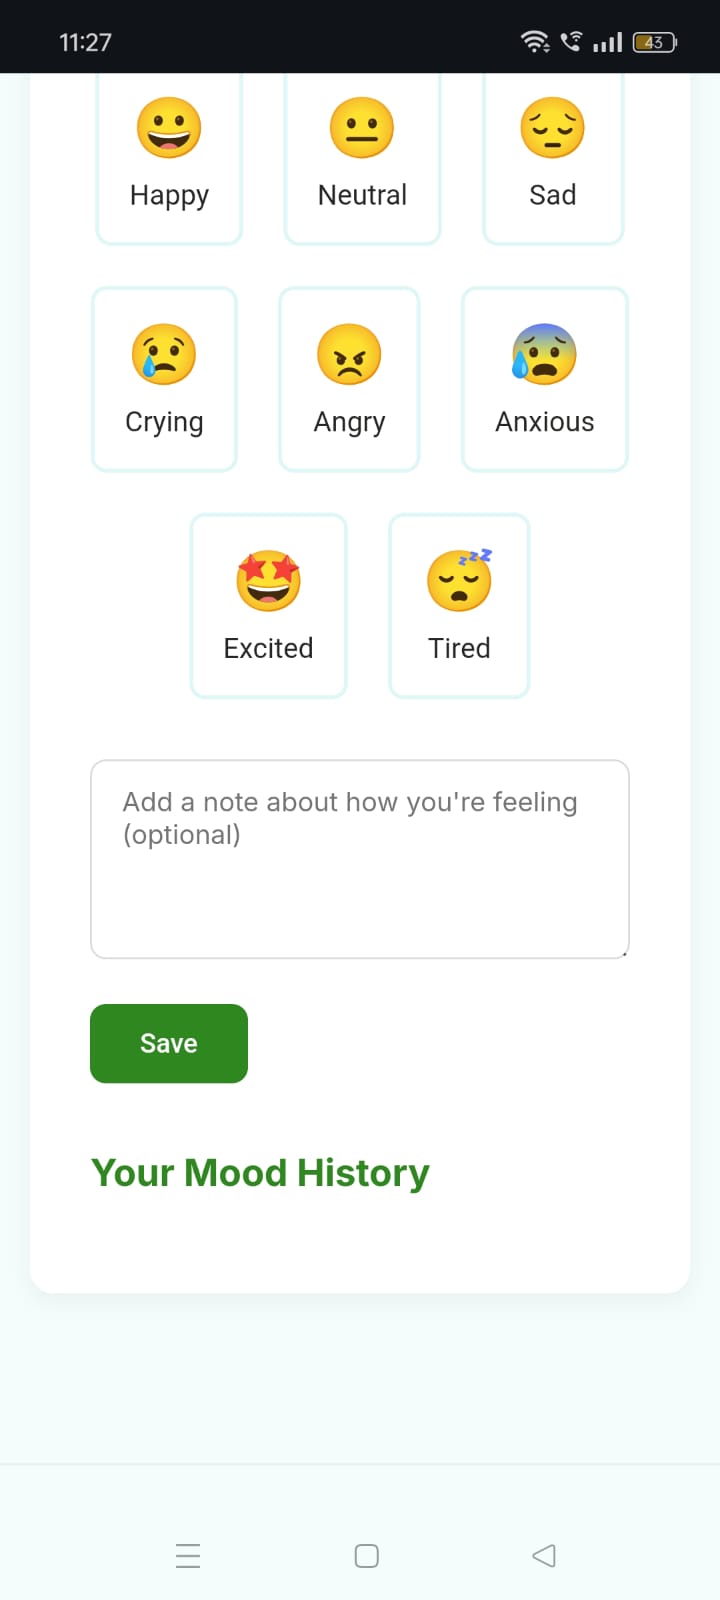 11:27
43
Happy Neutral Sad
Crying Angry Anxious
Excited Tired
Add a note about how you're feeling
(optional)
Save
Your Mood History